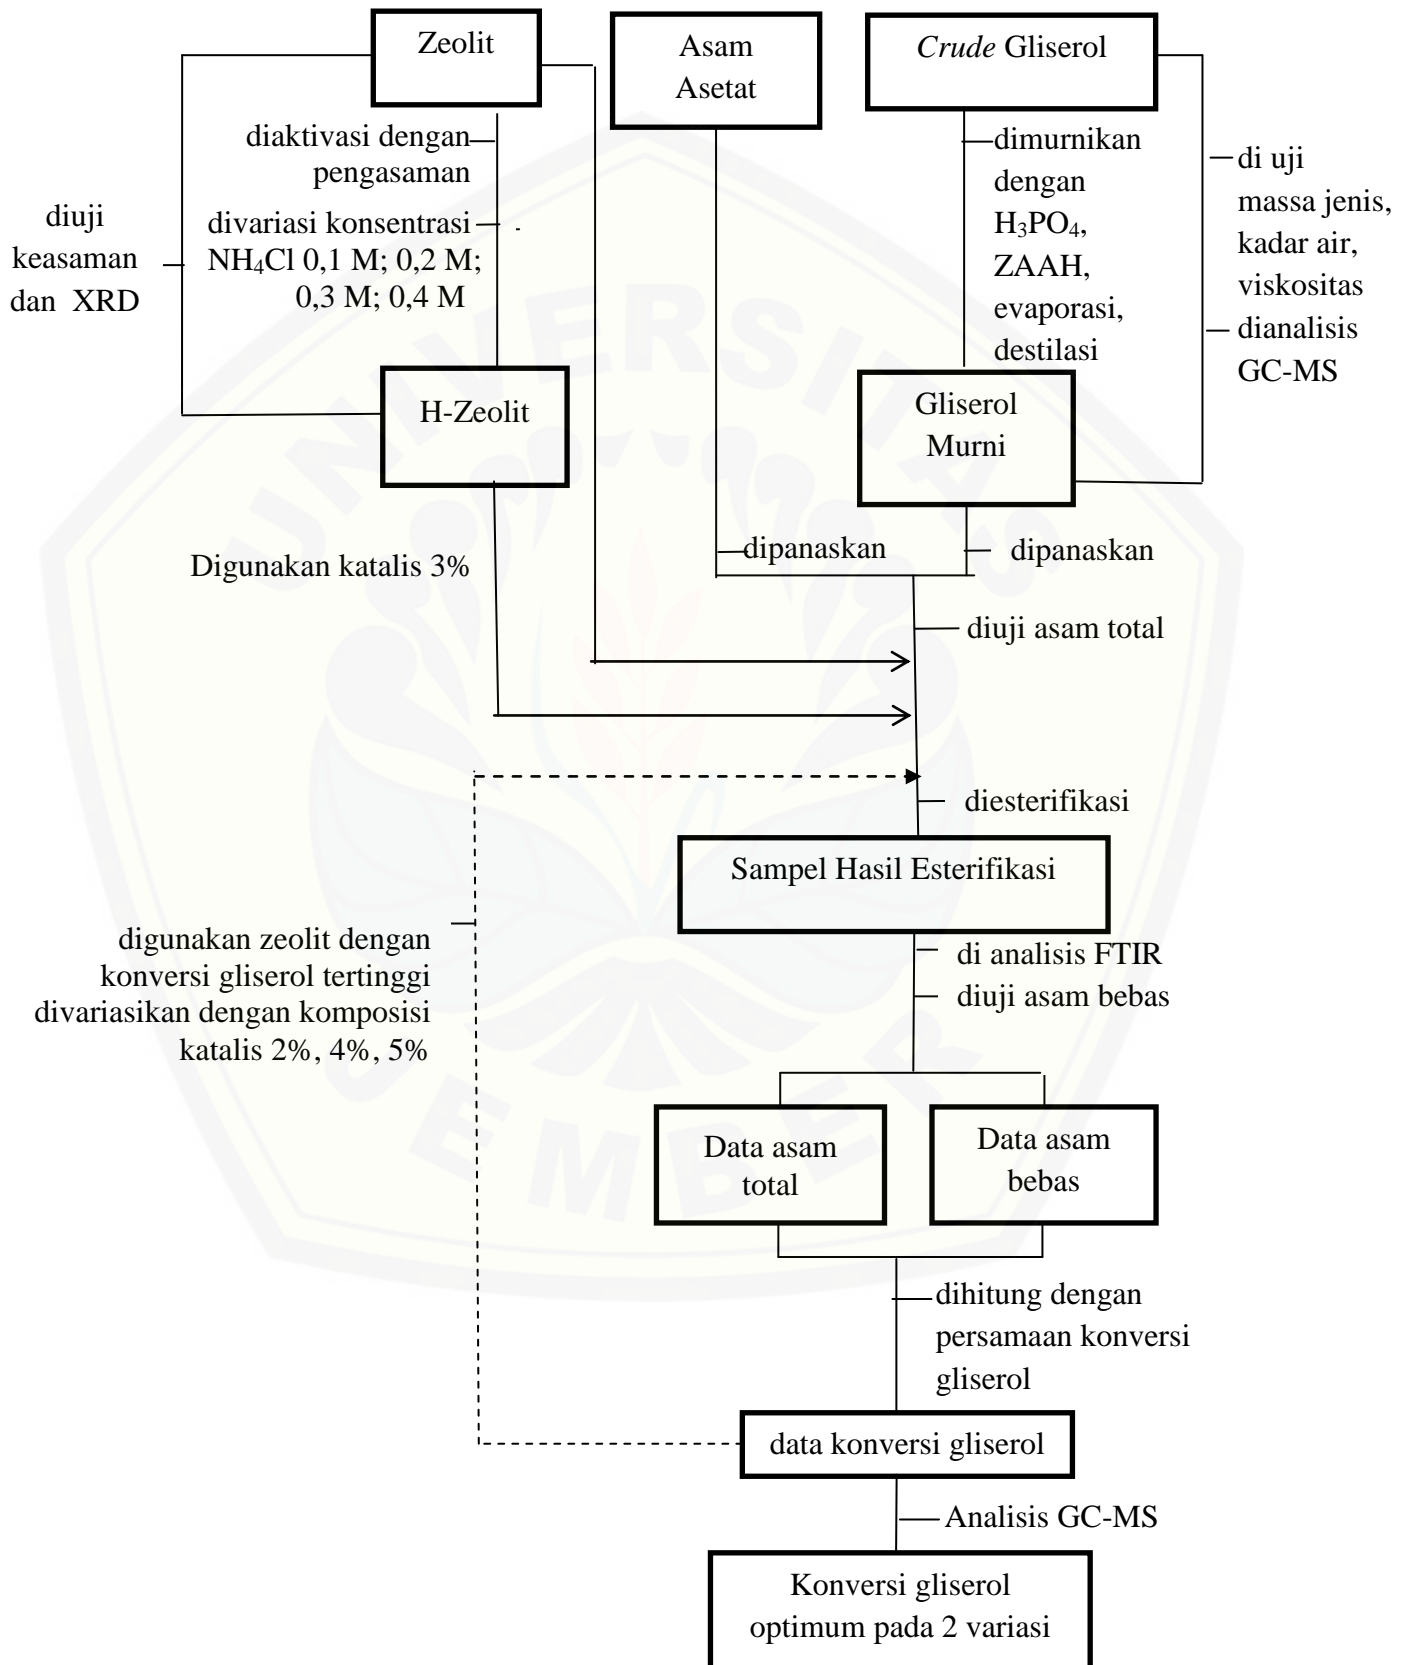 Zeolit
Asam
Asetat
Crude Gliserol
diaktivasi dengan
pengasaman
divariasi konsentrasi
NH₄Cl 0,1 M; 0,2 M;
0,3 M; 0,4 M
diuji
keasaman
dan XRD
dimurnikan
dengan
H₃PO₄,
ZAAH,
evaporasi,
destilasi
di uji
massa jenis,
kadar air,
viskositas
dianalisis
GC-MS
H-Zeolit
Gliserol
Murni
Digunakan katalis 3%
dipanaskan
dipanaskan
diuji asam total
diesterifikasi
Sampel Hasil Esterifikasi
digunakan zeolit dengan
konversi gliserol tertinggi
divariasikan dengan komposisi
katalis 2%, 4%, 5%
di analisis FTIR
diuji asam bebas
Data asam
total
Data asam
bebas
dihitung dengan
persamaan konversi
gliserol
data konversi gliserol
Analisis GC-MS
Konversi gliserol
optimum pada 2 variasi
UNIVERSITAS
JEMBER